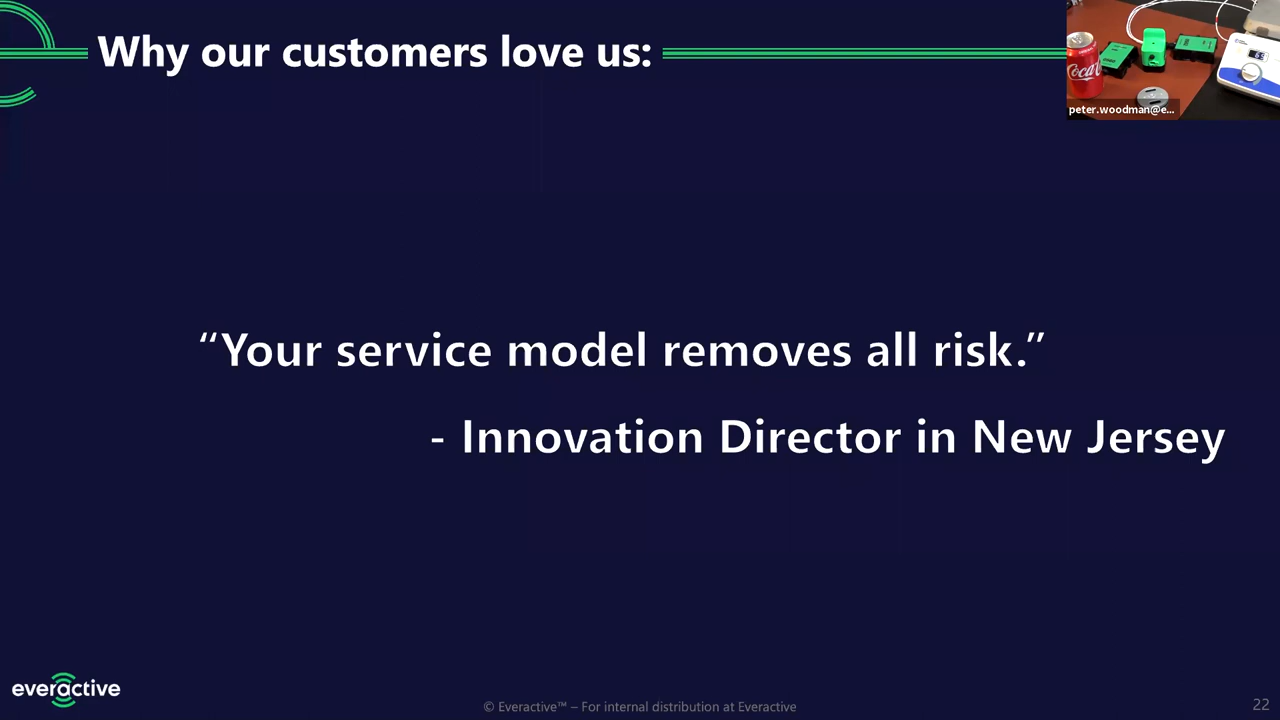 Why our customers love us:
Coca
peter.woodman@e...
“Your service model removes all risk.”
- Innovation Director in New Jersey
everactive
© Everactive™ – For internal distribution at Everactive
22